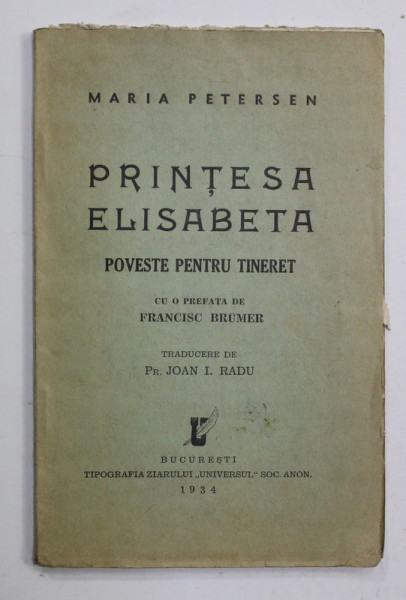 MARIA PETERSEN
PRINȚESA
ELISABETA
POVESTE PENTRU TINERET
CU O PREFAȚA DE
FRANCISC BRUMER
TRADUCERE DE
PR. JOAN I. RADU
U
BUCUREȘTI
TIPOGRAFIA ZIARULUI „UNIVERSUL" SOC. ANON.
1934